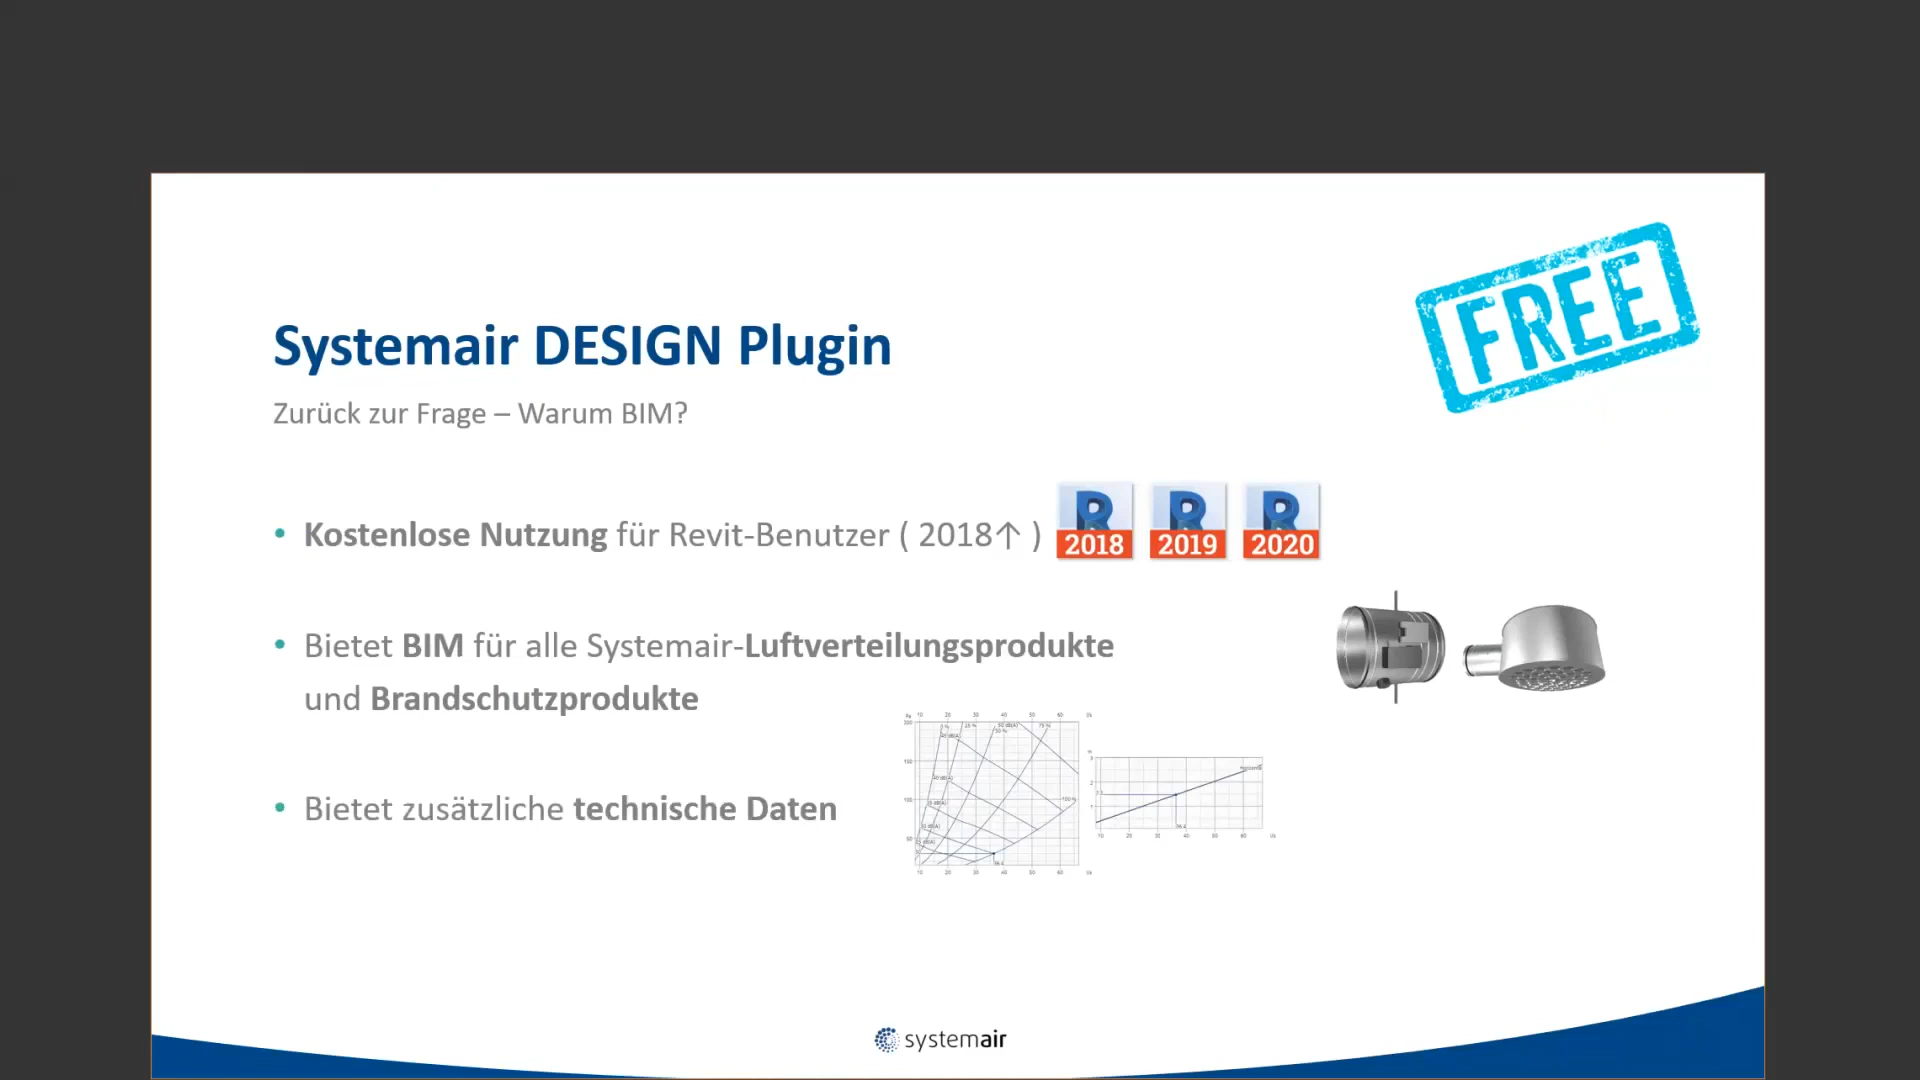 FREE
Systemair DESIGN Plugin
Zurück zur Frage – Warum BIM?
• Kostenlose Nutzung für Revit-Benutzer ( 2018↑ )
2018 2019 2020
• Bietet BIM für alle Systemair-Luftverteilungsprodukte
und Brandschutzprodukte
• Bietet zusätzliche technische Daten
systemair